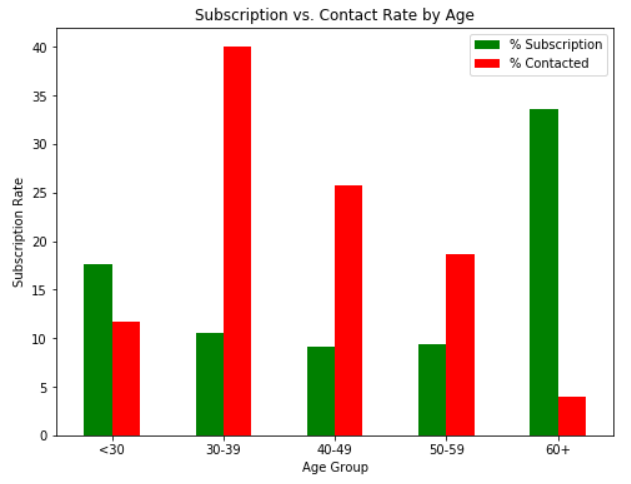 Subscription vs. Contact Rate by Age
% Subscription
% Contacted
Subscription Rate
40
35
30
25
20
15
10
5
0
<30
30-39
40-49
50-59
60+
Age Group